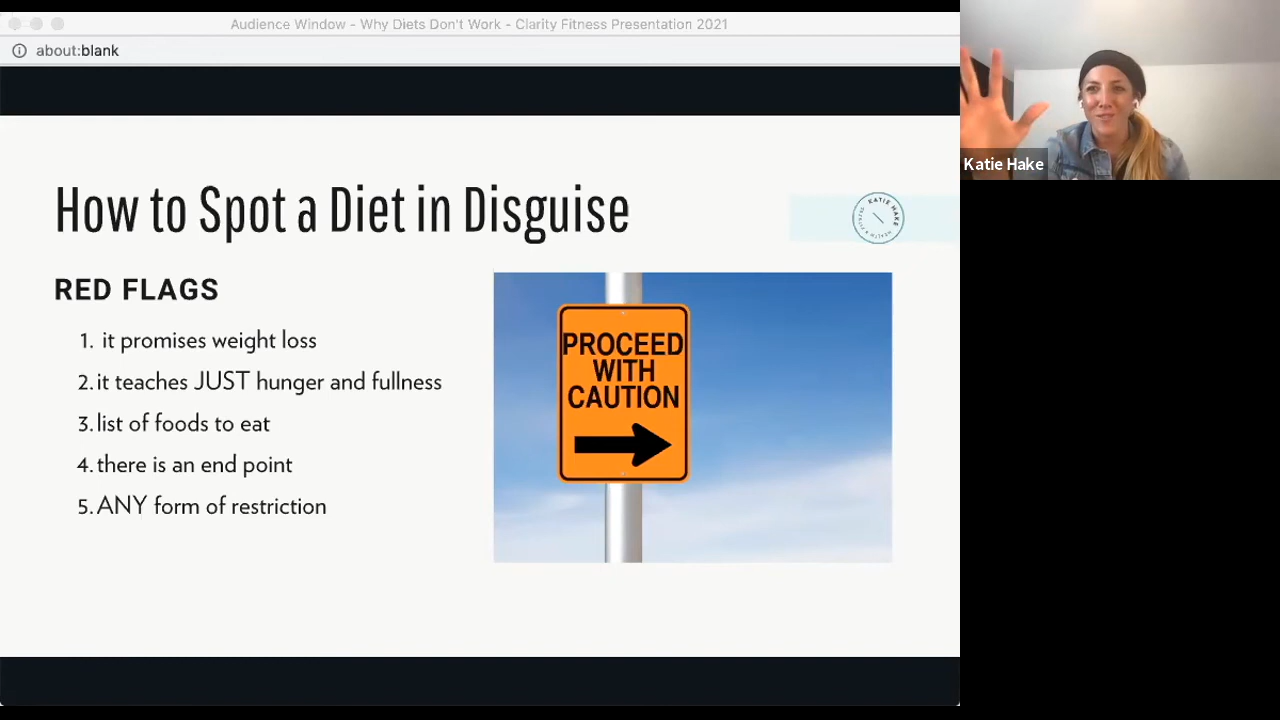 Audience Window - Why Diets Don't Work - Clarity Fitness Presentation 2021
about:blank
How to Spot a Diet in Disguise
KATIE HAKE
RED FLAGS
1. it promises weight loss
2. it teaches JUST hunger and fullness
3. list of foods to eat
4. there is an end point
5. ANY form of restriction
PROCEED
WITH
CAUTION
Katie Hake